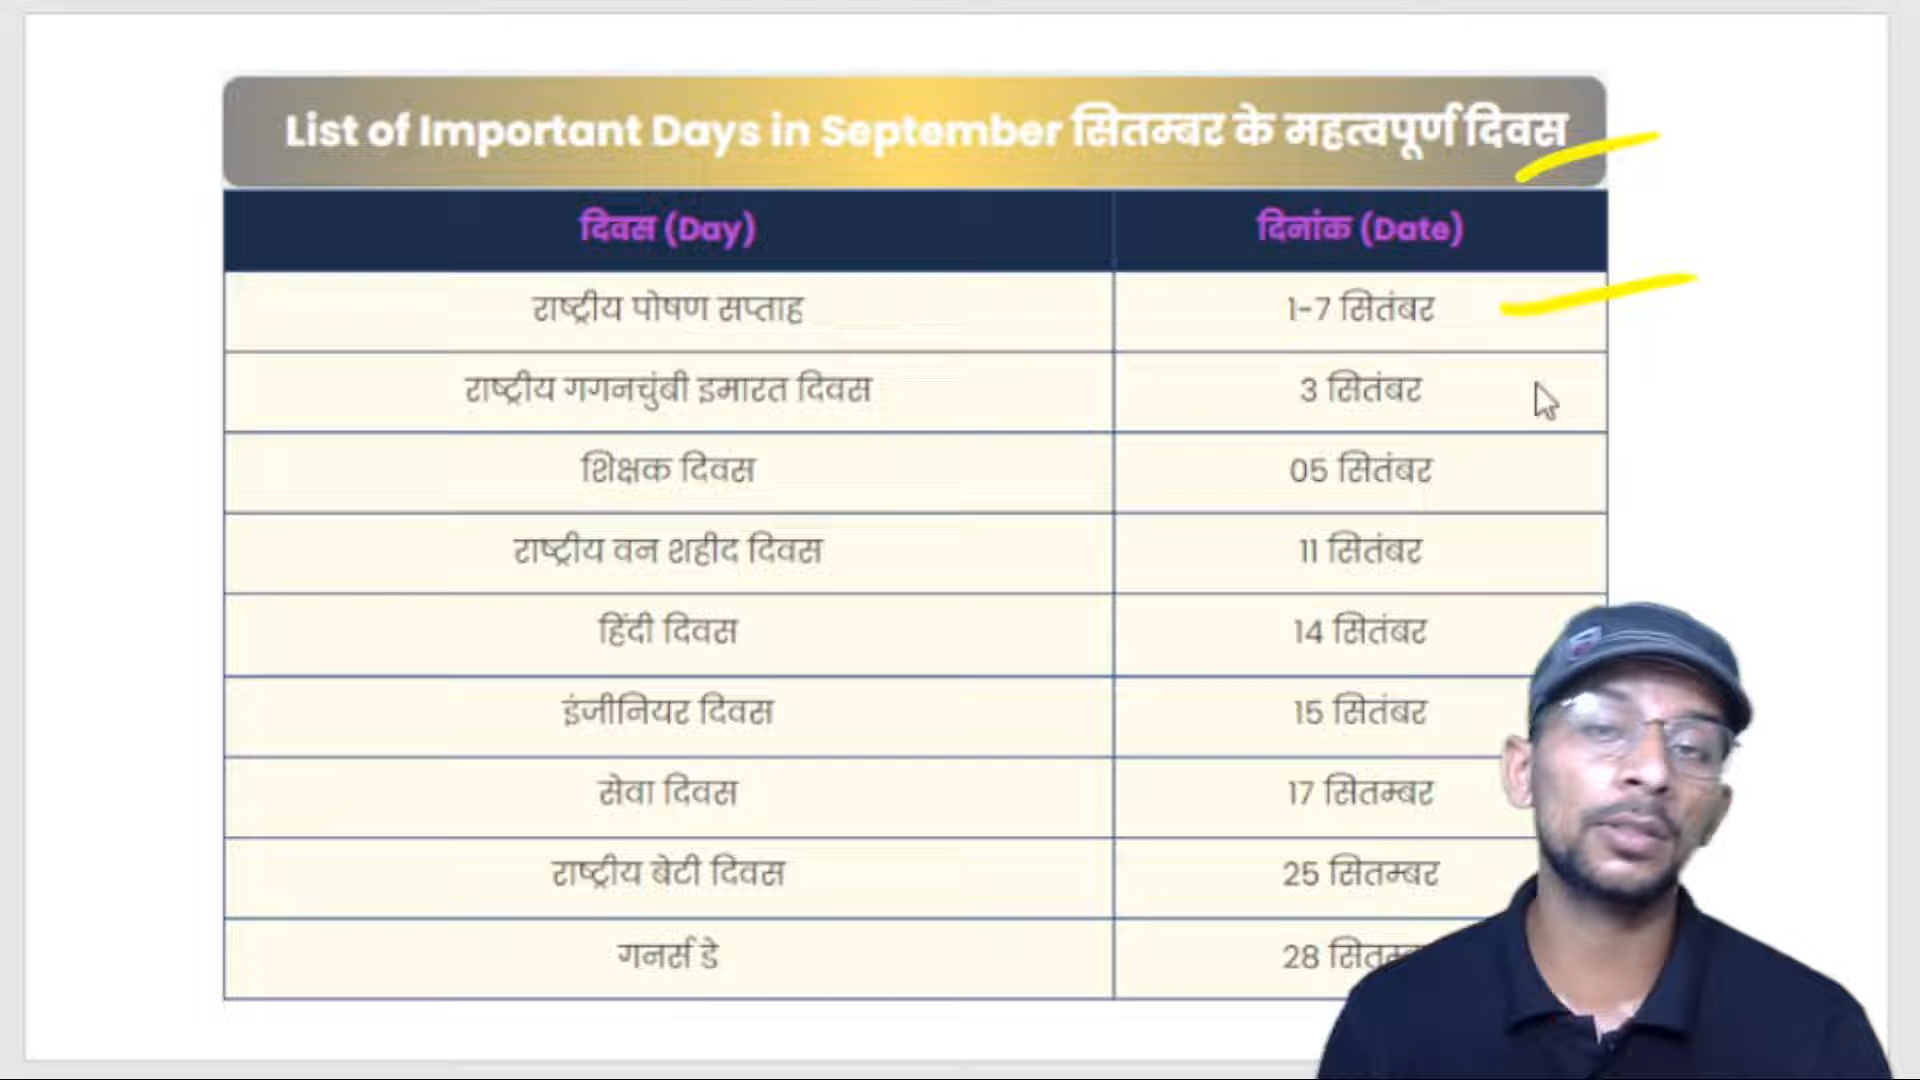 List of Important Days in September सितम्बर के महत्वपूर्ण दिवस
दिवस (Day) दिनांक (Date)
राष्ट्रीय पोषण सप्ताह 1-7 सितंबर
राष्ट्रीय गगनचुंबी इमारत दिवस 3 सितंबर
शिक्षक दिवस 05 सितंबर
राष्ट्रीय वन शहीद दिवस 11 सितंबर
हिंदी दिवस 14 सितंबर
इंजीनियर दिवस 15 सितंबर
सेवा दिवस 17 सितम्बर
राष्ट्रीय बेटी दिवस 25 सितम्बर
गनर्स डे 28